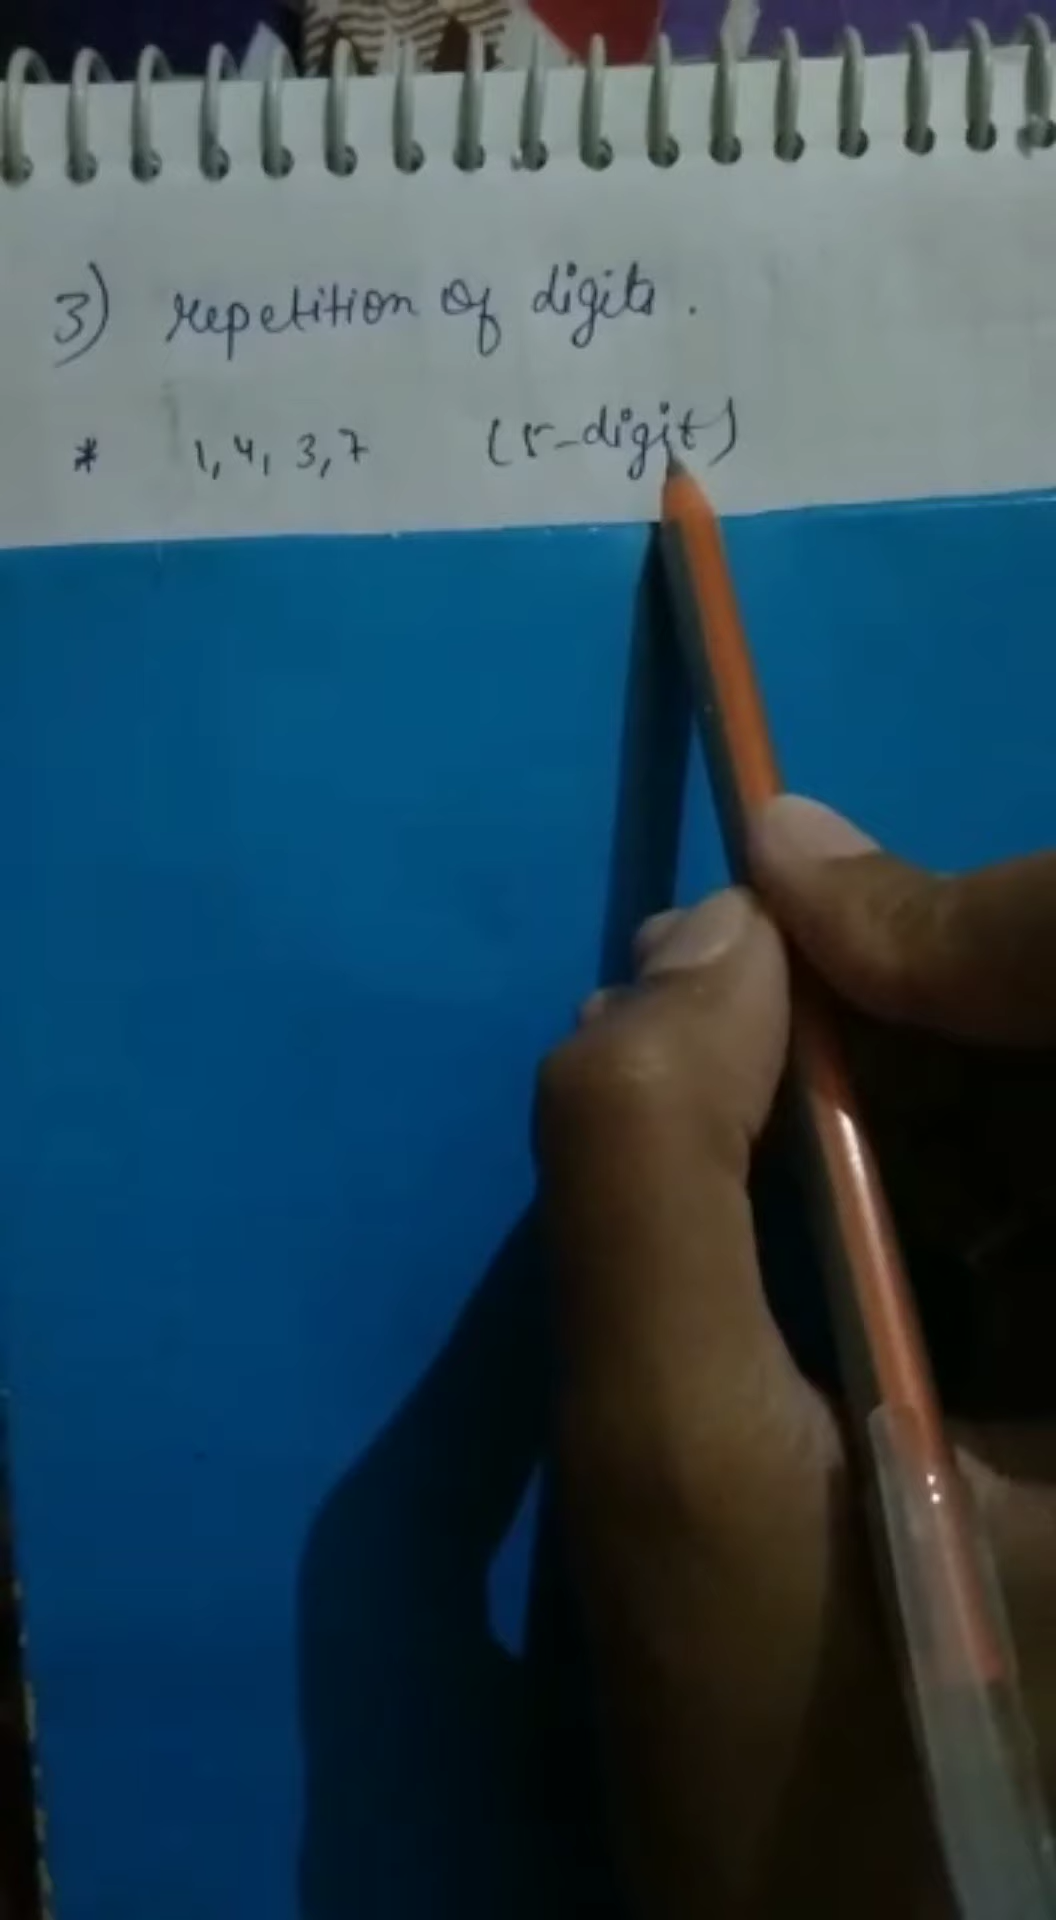 3) repetition of digits.
* 1, 4, 3, 7 (5-digit)